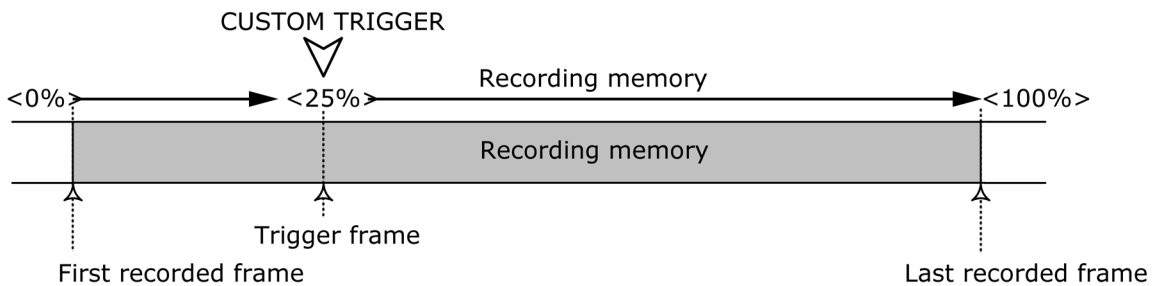 CUSTOM TRIGGER
Recording memory
<0%> <25%> <100%>
Recording memory
Trigger frame
First recorded frame Last recorded frame